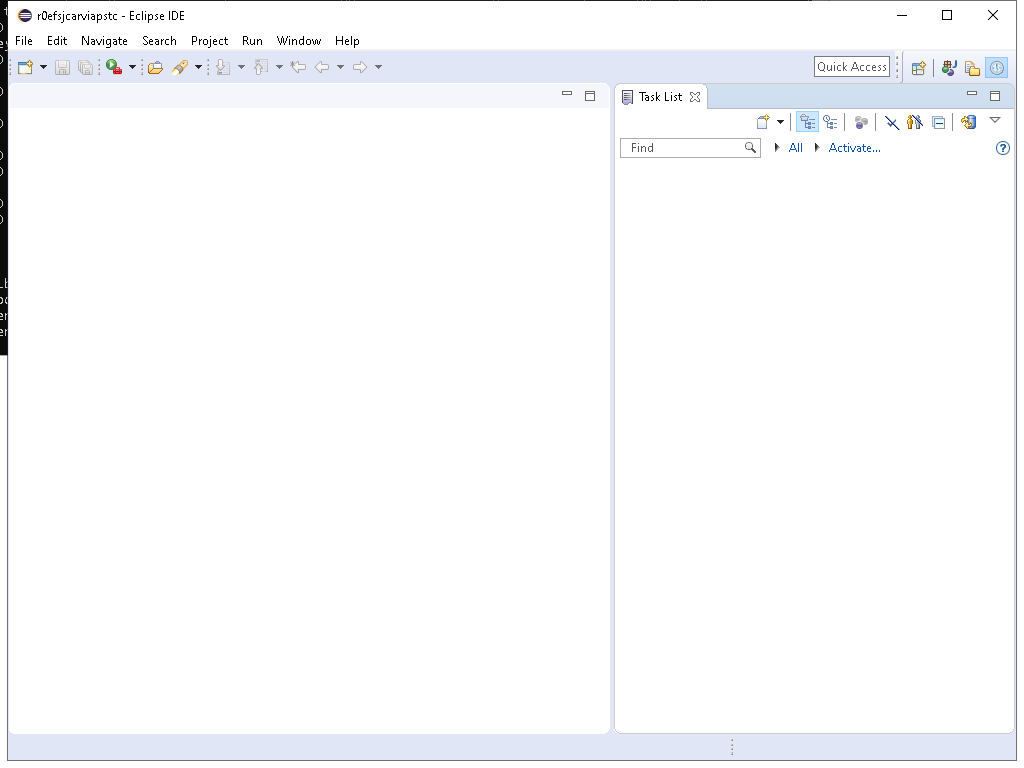 r0efsjcarviapstc - Eclipse IDE
File Edit Navigate Search Project Run Window Help
Quick Access
Task List
Find All Activate...